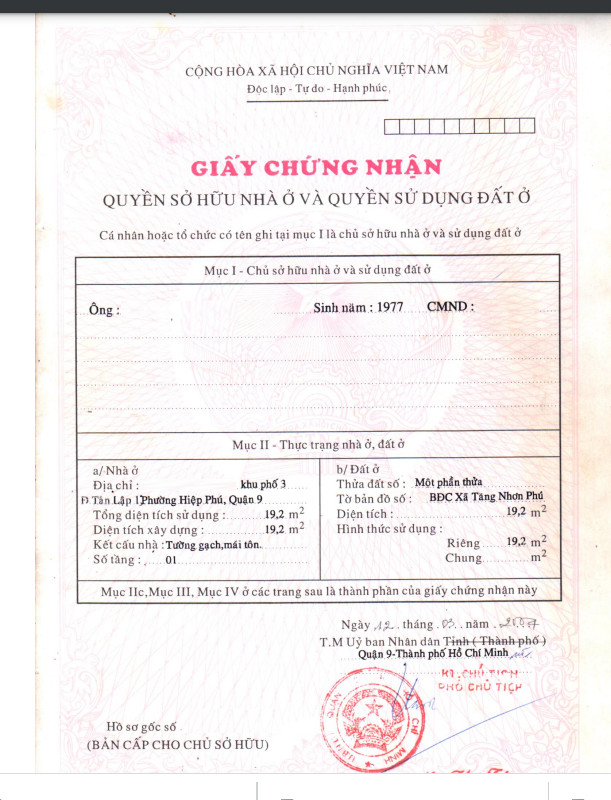 CỘNG HÒA XÃ HỘI CHỦ NGHĨA VIỆT NAM
Độc lập - Tự do - Hạnh phúc
GIẤY CHỨNG NHẬN
QUYỀN SỞ HỮU NHÀ Ở VÀ QUYỀN SỬ DỤNG ĐẤT Ở
Cá nhân hoặc tổ chức có tên ghi tại mục I là chủ sở hữu nhà ở và sử dụng đất ở
Mục I - Chủ sở hữu nhà ở và sử dụng đất ở
Ông : Sinh năm : 1977 CMND :
Mục II - Thực trạng nhà ở, đất ở
a/ Nhà ở
Địa chỉ : khu phố 3
Đ Tân Lập 1, Phường Hiệp Phú, Quận 9
Tổng diện tích sử dụng : 19,2 m²
Diện tích xây dựng : 19,2 m²
Kết cấu nhà : Tường gạch,mái tôn.
Số tầng : 01
b/ Đất ở
Thửa đất số : Một phần thửa
Tờ bản đồ số : BĐC Xã Tăng Nhơn Phú
Diện tích : 19,2 m²
Hình thức sử dụng :
Riêng 19,2 m²
Chung m²
Mục IIc,Mục III, Mục IV ở các trang sau là thành phần của giấy chứng nhận này
Ngày 12 tháng 03 năm
T.M Uỷ ban Nhân dân Tỉnh ( Thành phố )
Quận 9-Thành phố Hồ Chí Minh
KT.CHỦ TỊCH
PHÓ CHỦ TỊCH
Hồ sơ gốc số
(BẢN CẤP CHO CHỦ SỞ HỮU)